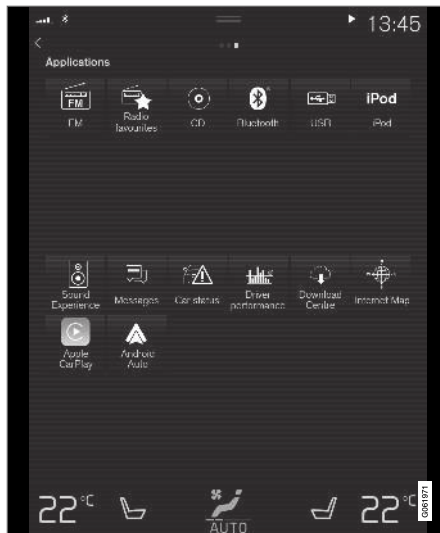 13:45
Applications
FM
iPod
FM
Radio
favourites
CD
Bluetooth
USB
iPod
Sound
Experience
Messages
Car status
Driver
performance
Download
Centre
Internet Map
Apple
CarPlay
Android
Auto
22°C
AUTO
22°C
G061971